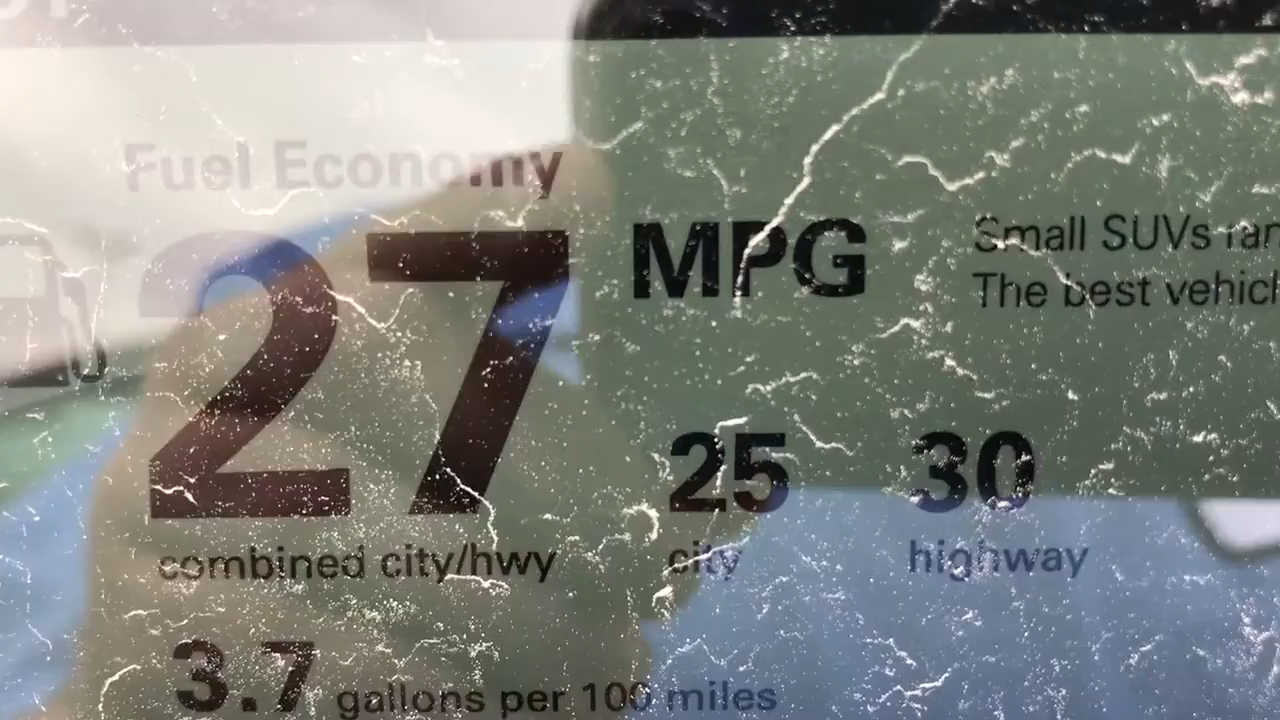 Fuel Economy
27 MPG
Small SUVs
The best
25 30
combined city/hwy city highway
3.7 gallons per 100 miles